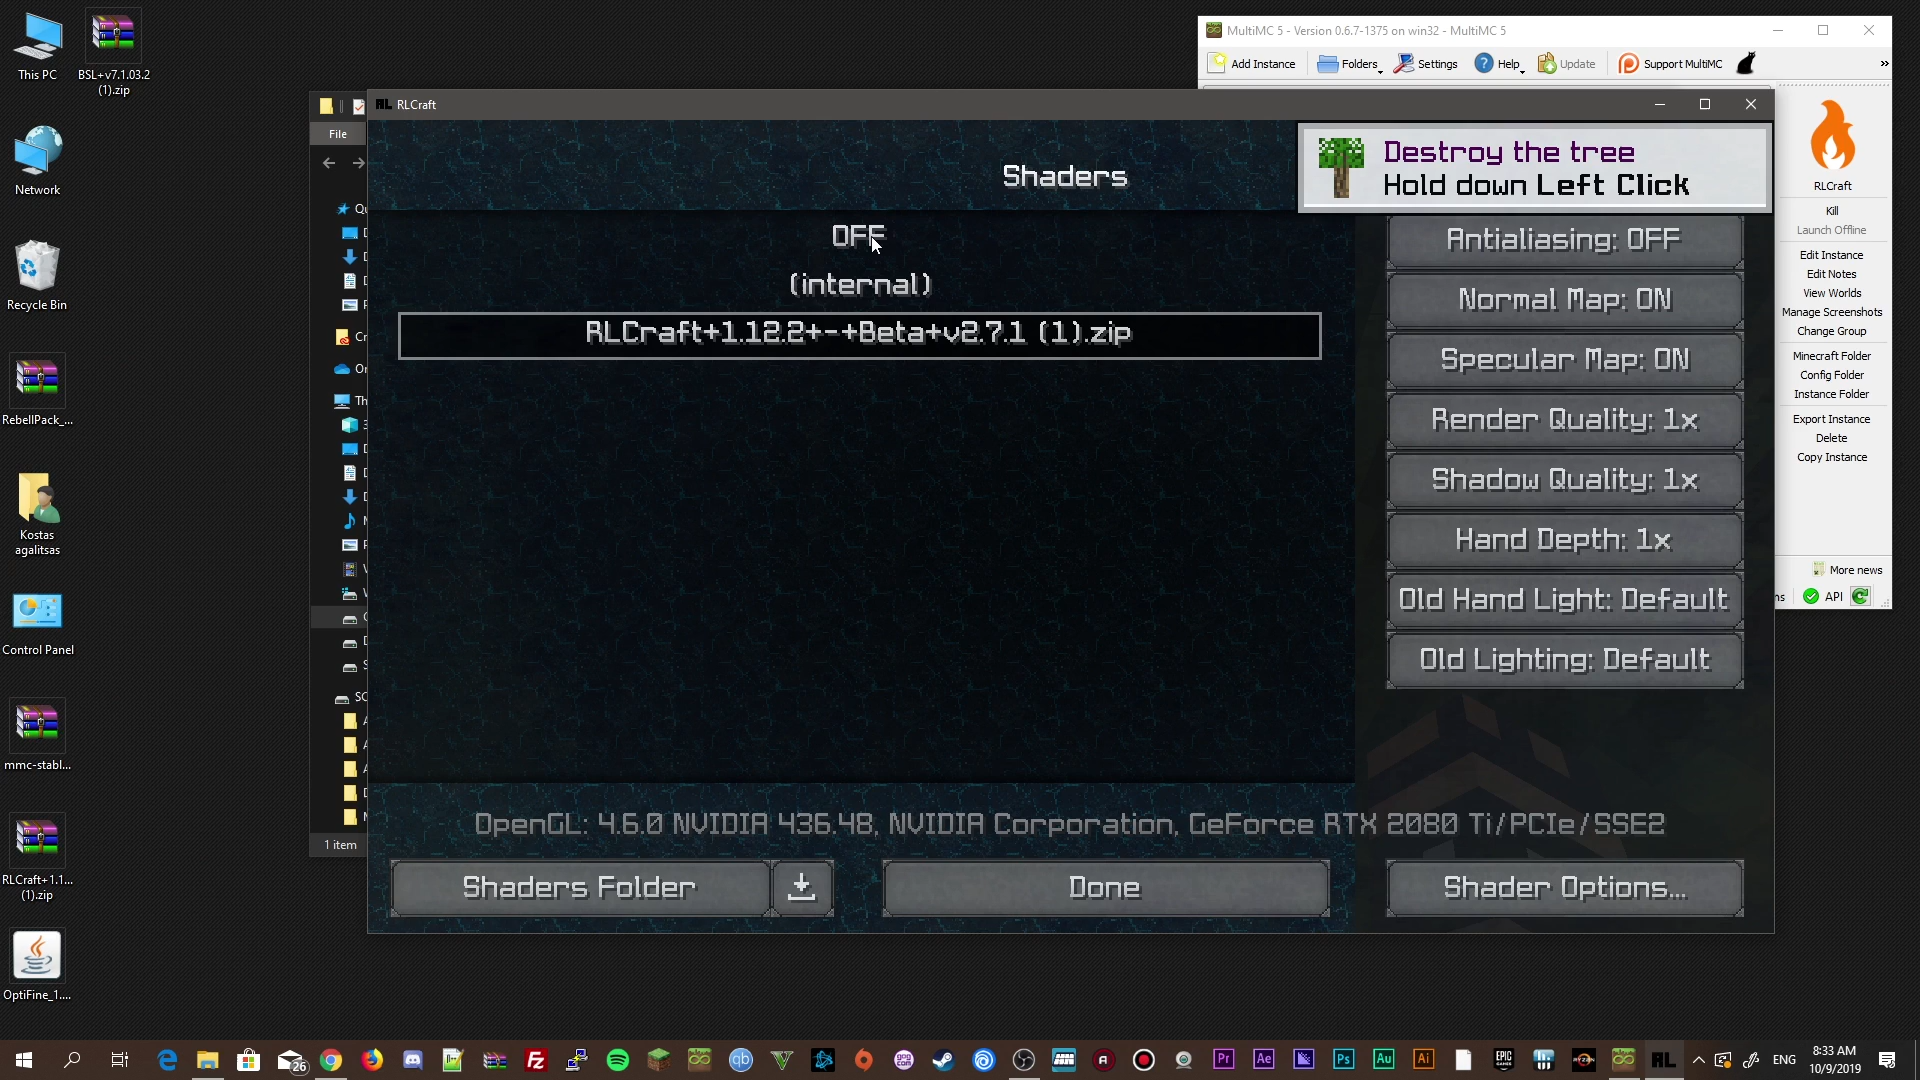 This PC
BSL+v7.1.03.2
(1).zip
Network
Recycle Bin
RebellPack_...
Kostas
agalitsas
Control Panel
mmc-stabl...
RLCraft+1.1...
(1).zip
OptiFine_1....
MultiMC 5 - Version 0.6.7-1375 on win32 - MultiMC 5
Add Instance
Folders
Settings
Help
Update
Support MultiMC
»
File
1 item
RLCraft
Shaders
Destroy the tree
Hold down Left Click
OFF
(internal)
RLCraft+1.12.2+-+Beta+v2.7.1 (1).zip
Antialiasing: OFF
Normal Map: ON
Specular Map: ON
Render Quality: 1x
Shadow Quality: 1x
Hand Depth: 1x
Old Hand Light: Default
Old Lighting: Default
OpenGL: 4.6.0 NVIDIA 436.48, NVIDIA Corporation, GeForce RTX 2080 Ti/PCIe/SSE2
Shaders Folder
Done
Shader Options...
RLCraft
Kill
Launch Offline
Edit Instance
Edit Notes
View Worlds
Manage Screenshots
Change Group
Minecraft Folder
Config Folder
Instance Folder
Export Instance
Delete
Copy Instance
More news
API
26
ENG
8:33 AM
10/9/2019